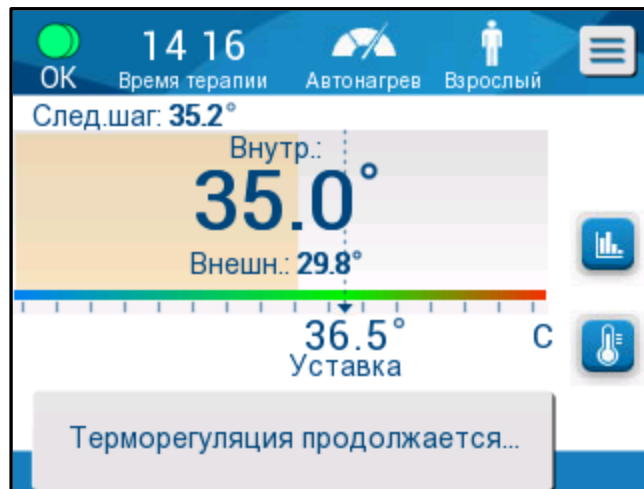 14 16
OK Время терапии Автонагрев Взрослый
След.шаг: 35.2°
Внутр.:
35.0°
Внешн.: 29.8°
36.5° C
Уставка
Терморегуляция продолжается...